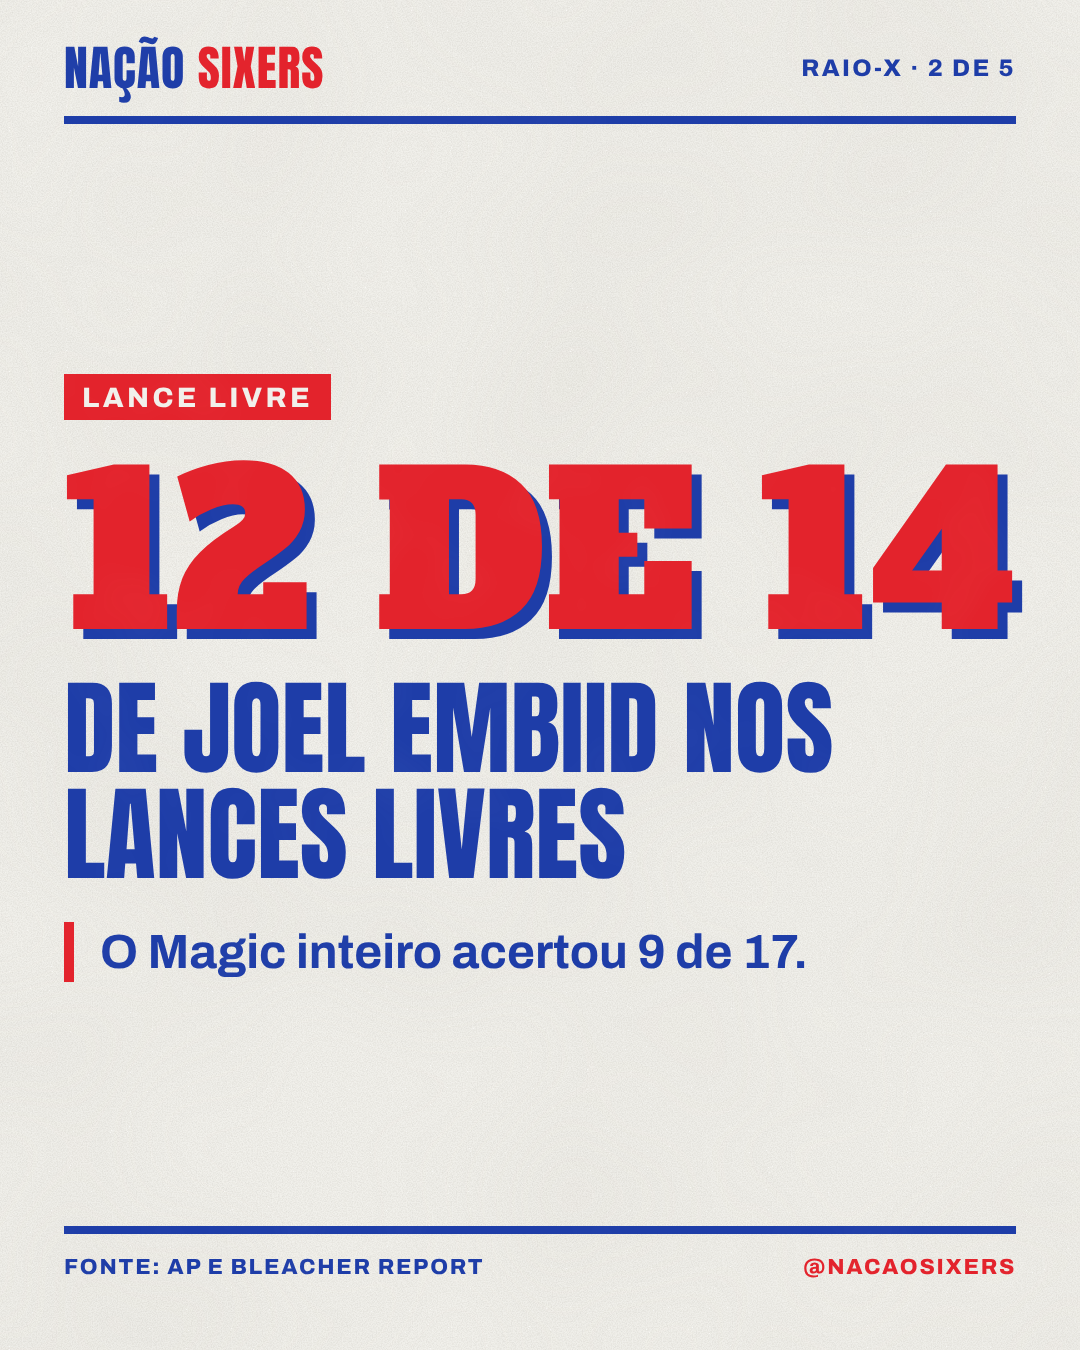 NAÇÃO SIXERS
RAIO-X · 2 DE 5
LANCE LIVRE
12 DE 14
DE JOEL EMBIID NOS
LANCES LIVRES
O Magic inteiro acertou 9 de 17.
FONTE: AP E BLEACHER REPORT
@NACAOSIXERS